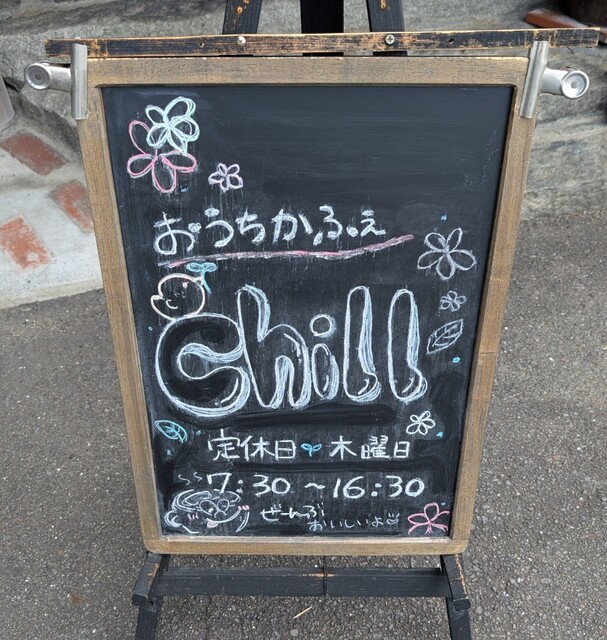 おうちかふぇ
Chill
定休日 木曜日
7:30 ~16:30
ぜーんぶ
おいしいよ